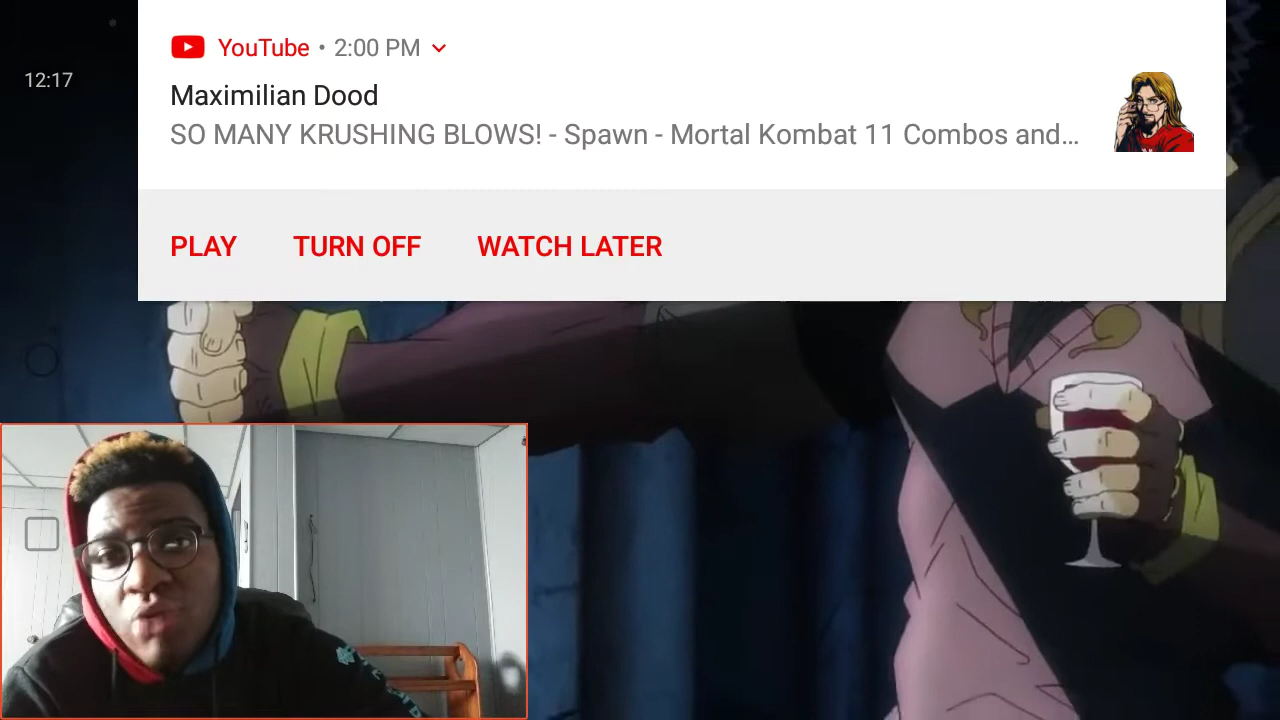 YouTube • 2:00 PM
12:17
Maximilian Dood
SO MANY KRUSHING BLOWS! - Spawn - Mortal Kombat 11 Combos and...
PLAY TURN OFF WATCH LATER